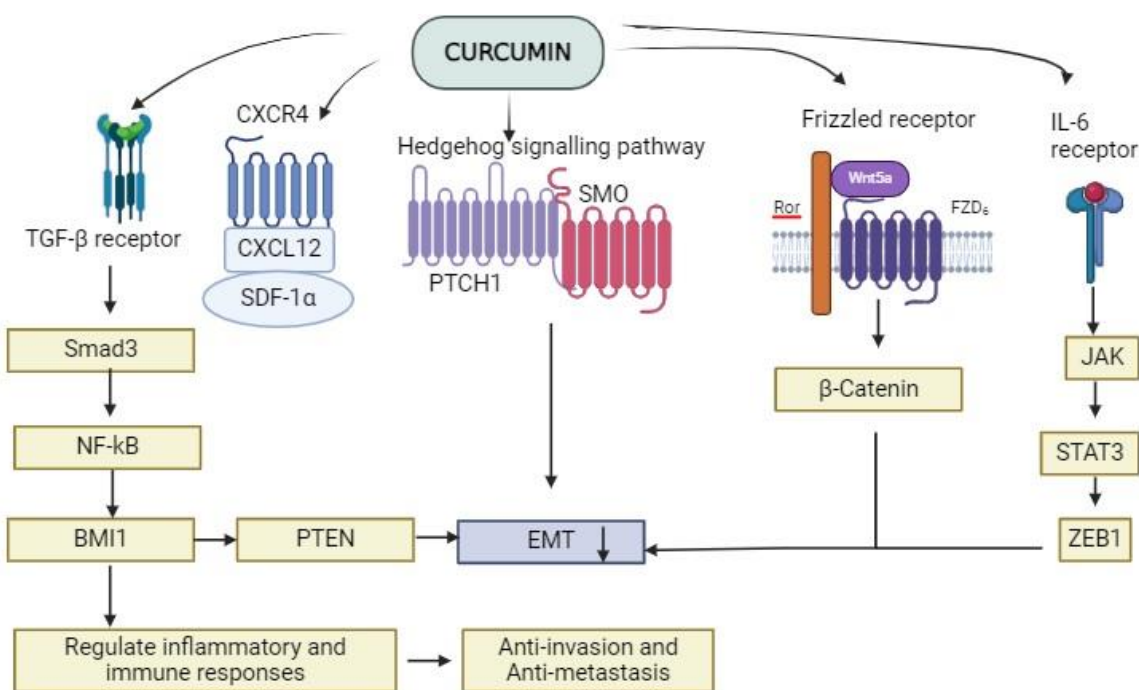 CURCUMIN
CXCR4
Frizzled receptor
IL-6
receptor
Hedgehog signalling pathway
Wnt5a
SMO
Ror
FZD₆
TGF-β receptor
CXCL12
PTCH1
SDF-1α
Smad3
JAK
β-Catenin
NF-kB
STAT3
BMI1
PTEN
EMT
ZEB1
Regulate inflammatory and
immune responses
Anti-invasion and
Anti-metastasis